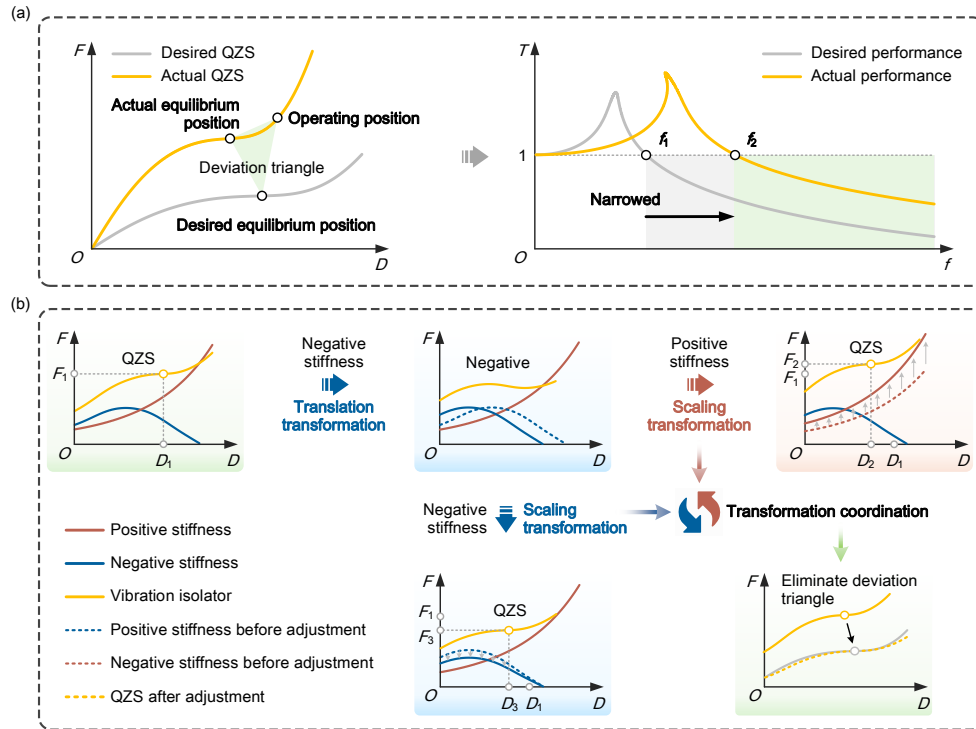 (a)
F
Desired QZS
Actual QZS
Actual equilibrium
position
Operating position
Deviation triangle
Desired equilibrium position
O
D
T
Desired performance
Actual performance
f1
f2
1
Narrowed
O
f
(b)
F
QZS
F1
O
D1
D
Negative
stiffness
Translation
transformation
F
Negative
O
D
Positive
stiffness
Scaling
transformation
F
QZS
F2
F1
O
D2
D1
D
Negative
stiffness
Scaling
transformation
Transformation coordination
Positive stiffness
Negative stiffness
Vibration isolator
Positive stiffness before adjustment
Negative stiffness before adjustment
QZS after adjustment
F
QZS
F1
F3
O
D3
D1
D
F
Eliminate deviation
triangle
O
D